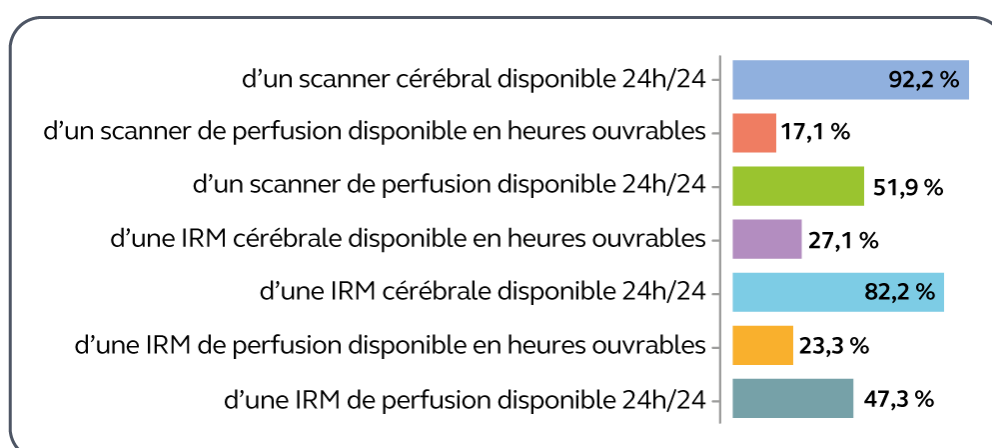 d’un scanner cérébral disponible 24h/24 92,2 %
d’un scanner de perfusion disponible en heures ouvrables 17,1 %
d’un scanner de perfusion disponible 24h/24 51,9 %
d’une IRM cérébrale disponible en heures ouvrables 27,1 %
d’une IRM cérébrale disponible 24h/24 82,2 %
d’une IRM de perfusion disponible en heures ouvrables 23,3 %
d’une IRM de perfusion disponible 24h/24 47,3 %